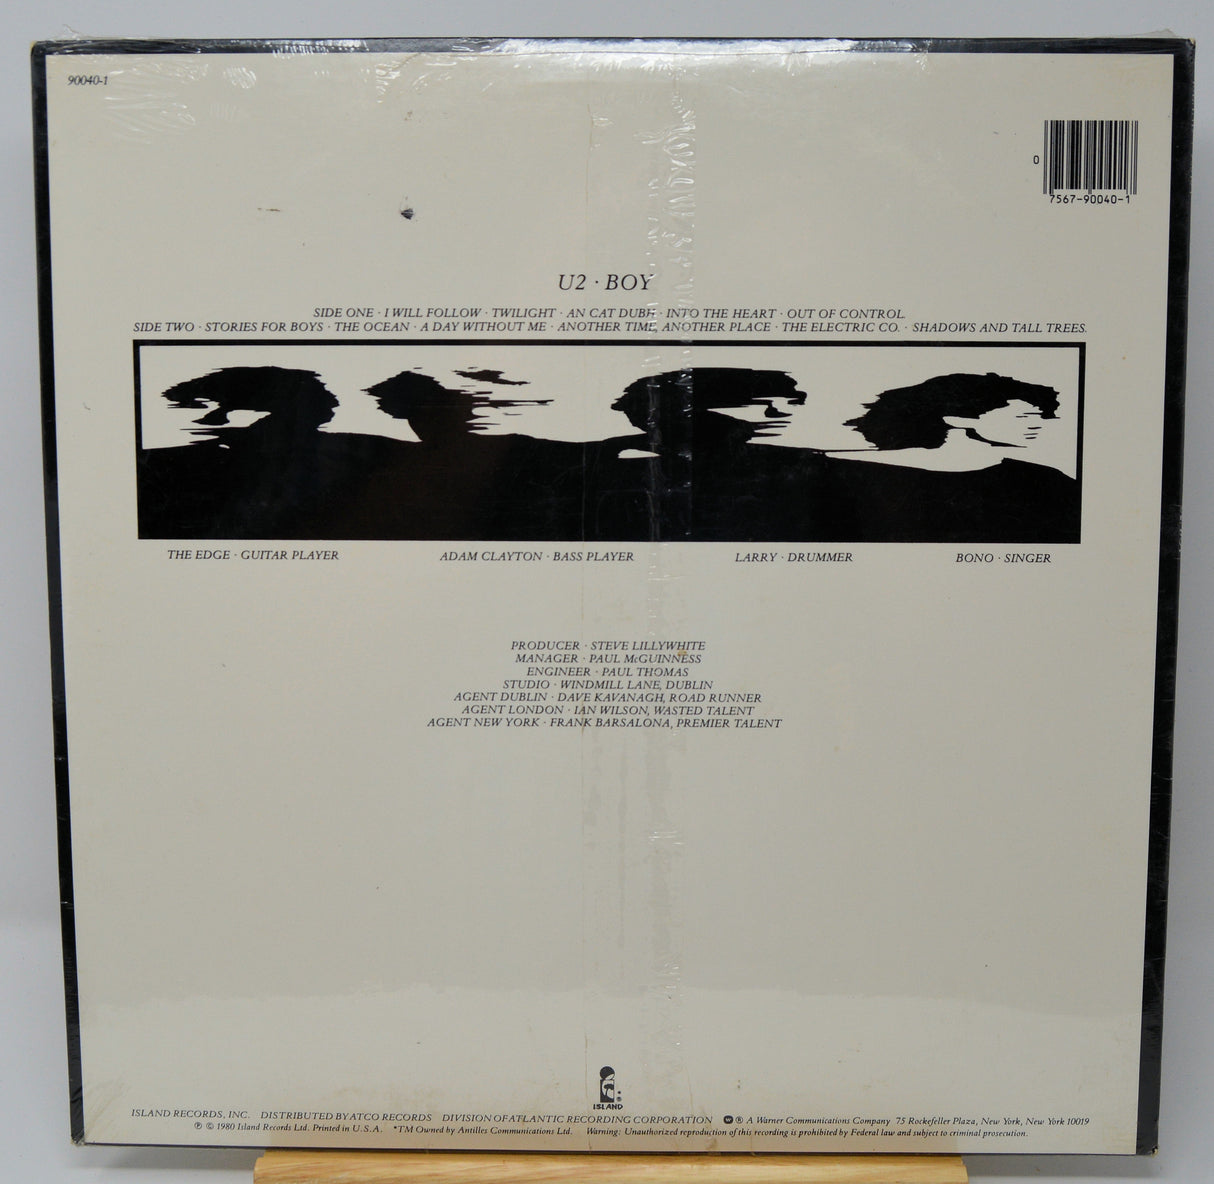 90040-1
0
7567-90040-1
U2 · BOY
SIDE ONE · I WILL FOLLOW · TWILIGHT · AN CAT DUBH · INTO THE HEART · OUT OF CONTROL.
SIDE TWO · STORIES FOR BOYS · THE OCEAN · A DAY WITHOUT ME · ANOTHER TIME, ANOTHER PLACE · THE ELECTRIC CO. · SHADOWS AND TALL TREES.
THE EDGE · GUITAR PLAYER ADAM CLAYTON · BASS PLAYER LARRY · DRUMMER BONO · SINGER
PRODUCER · STEVE LILLYWHITE
MANAGER · PAUL McGUINNESS
ENGINEER · PAUL THOMAS
STUDIO · WINDMILL LANE, DUBLIN
AGENT DUBLIN · DAVE KAVANAGH, ROAD RUNNER
AGENT LONDON · IAN WILSON, WASTED TALENT
AGENT NEW YORK · FRANK BARSALONA, PREMIER TALENT
ISLAND
ISLAND RECORDS, INC. DISTRIBUTED BY ATCO RECORDS DIVISION OF ATLANTIC RECORDING CORPORATION ® A Warner Communications Company 75 Rockefeller Plaza, New York, New York 10019
℗ © 1980 Island Records Ltd. Printed in U.S.A. *TM Owned by Antilles Communications Ltd. Warning: Unauthorized reproduction of this recording is prohibited by Federal law and subject to criminal prosecution.